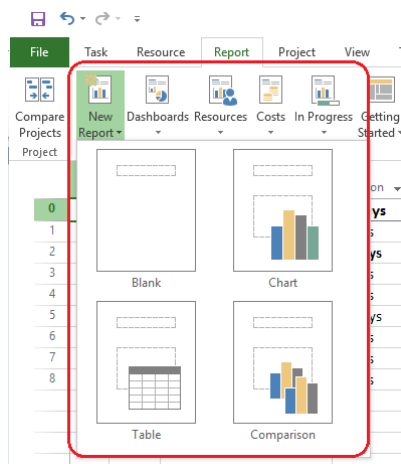 File Task Resource Report Project View
Compare Projects
New Report
Dashboards
Resources
Costs
In Progress
Getting Started
Project
on
0
ys
1
s
2
ys
3
s
4
s
5
ys
6
s
7
s
8
s
Blank
Chart
Table
Comparison